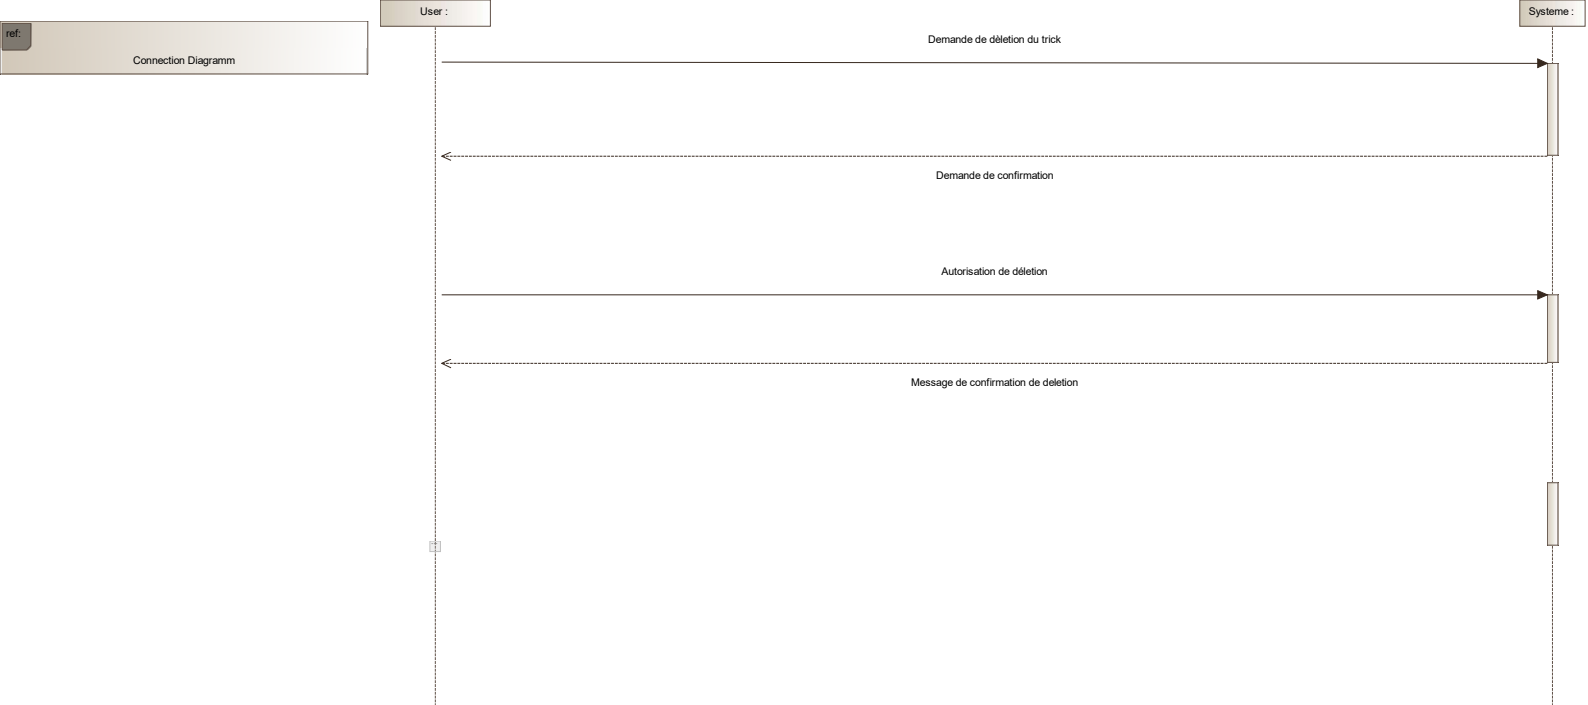 User :
Systeme :
ref:
Connection Diagramm
Demande de dèletion du trick
Demande de confirmation
Autorisation de déletion
Message de confirmation de deletion